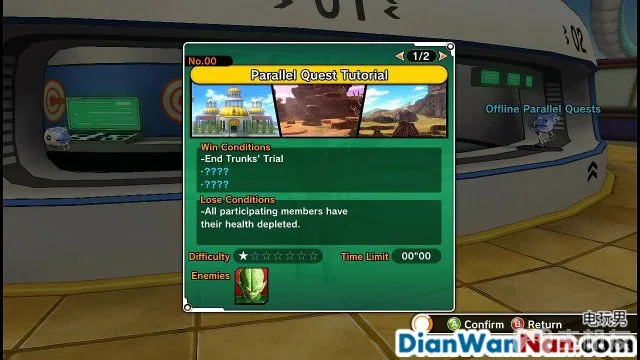 01
02
No.00
1/2
Parallel Quest Tutorial
Offline Parallel Quests
Win Conditions
-End Trunks' Trial
·????
·????
Lose Conditions
-All participating members have
their health depleted.
Difficulty ★☆☆☆☆☆☆ Time Limit 00"00
Enemies
电玩男
A Confirm B Return
DianWanNan.com